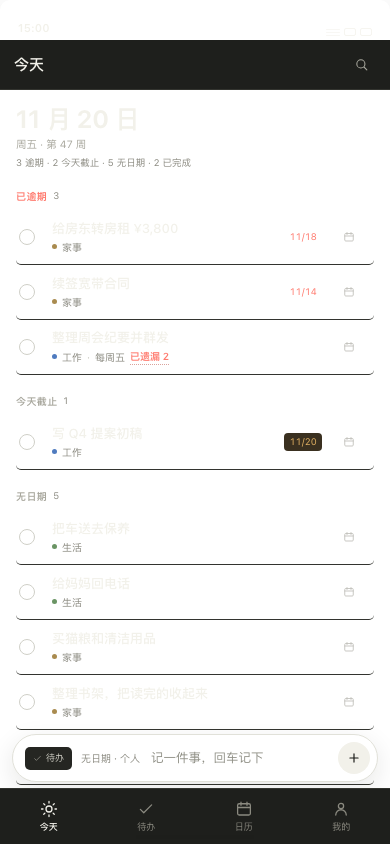 15:00
今天
11 月 20 日
周五 · 第 47 周
3 逾期 · 2 今天截止 · 5 无日期 · 2 已完成
已逾期 3
给房东转房租 ¥3,800
11/18
家事
续签宽带合同
11/14
家事
整理周会纪要并群发
工作 · 每周五 已遗漏 2
今天截止 1
写 Q4 提案初稿
11/20
工作
无日期 5
把车送去保养
生活
给妈妈回电话
生活
买猫粮和清洁用品
家事
整理书架，把读完的收起来
家事
待办 无日期 · 个人 记一件事，回车记下
今天 待办 日历 我的